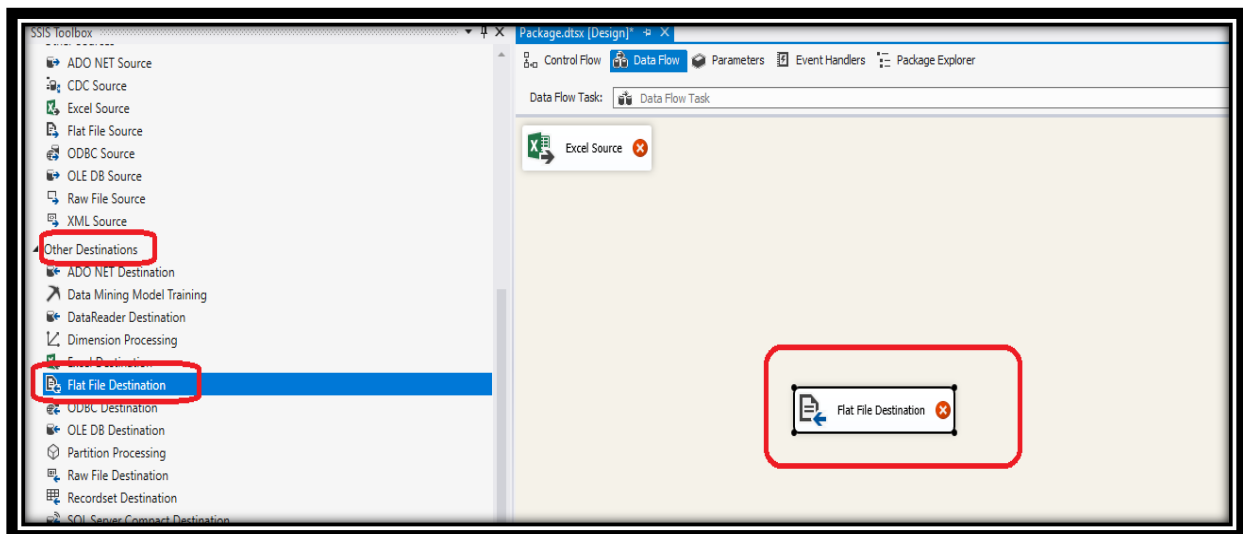 SSIS Toolbox
ADO NET Source
CDC Source
Excel Source
Flat File Source
ODBC Source
OLE DB Source
Raw File Source
XML Source
Other Destinations
ADO NET Destination
Data Mining Model Training
DataReader Destination
Dimension Processing
Excel Destination
Flat File Destination
ODBC Destination
OLE DB Destination
Partition Processing
Raw File Destination
Recordset Destination
SQL Server Compact Destination
Package.dtsx [Design]*
Control Flow Data Flow Parameters Event Handlers Package Explorer
Data Flow Task: Data Flow Task
Excel Source
Flat File Destination